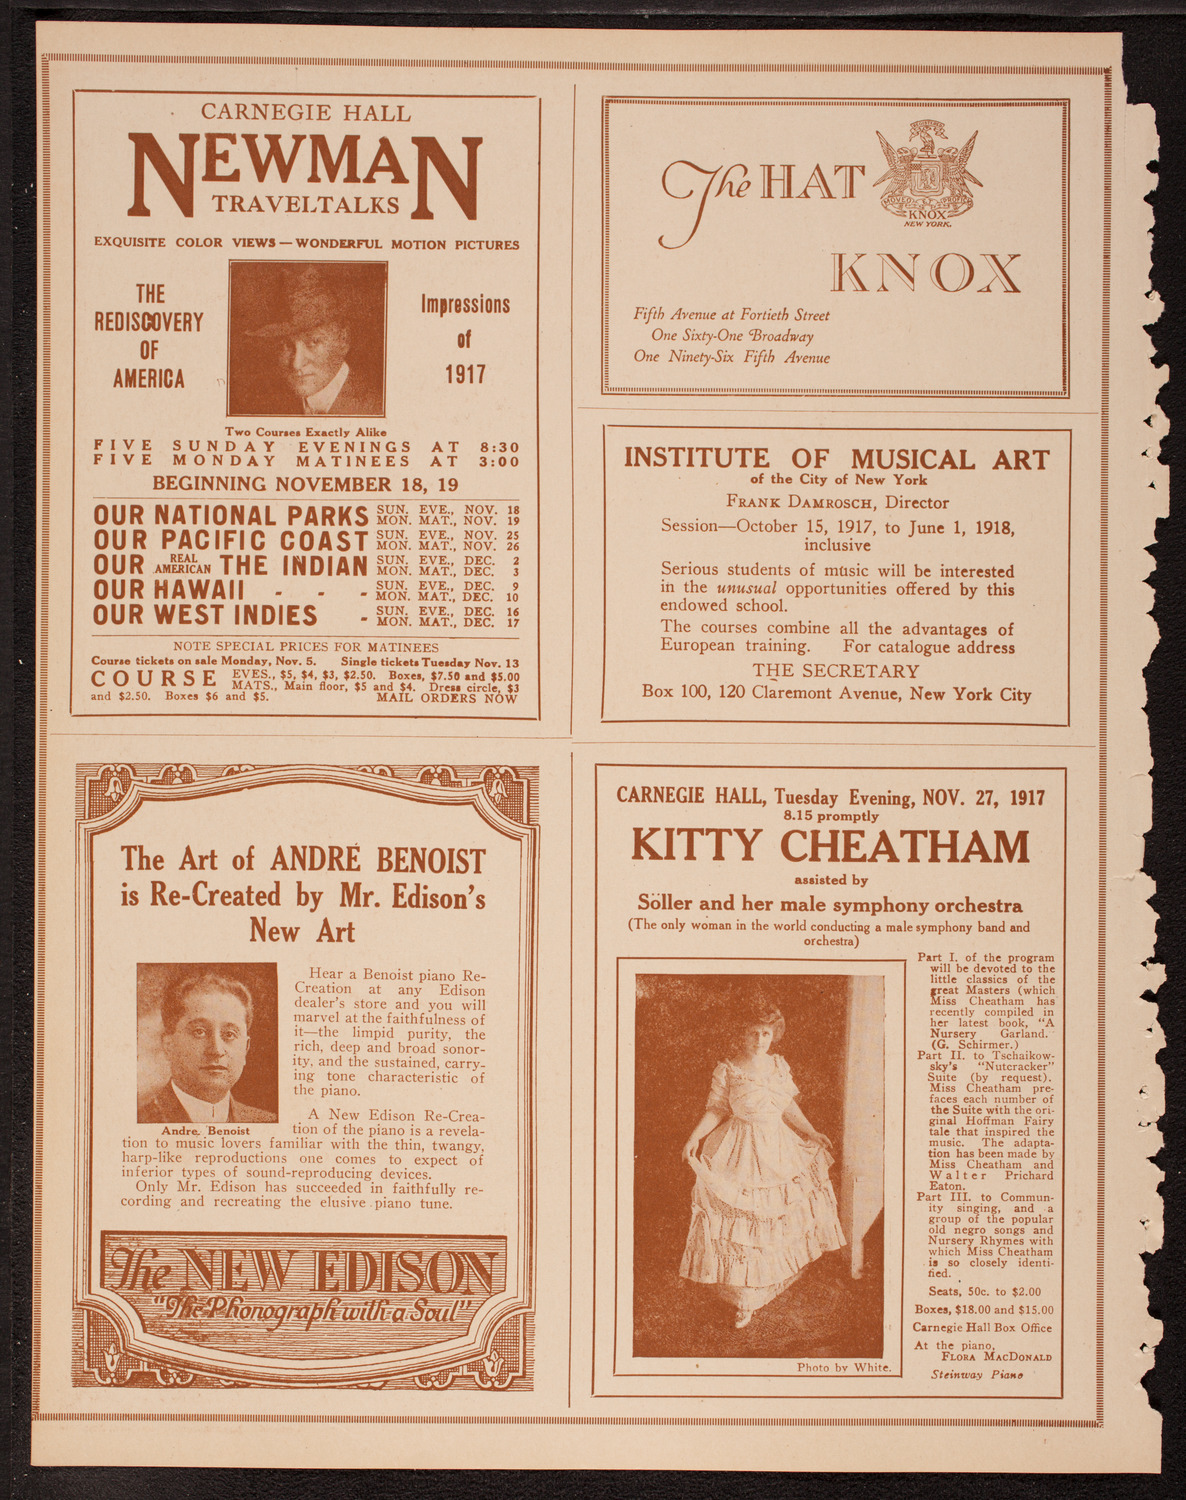 CARNEGIE HALL
NEWMAN
TRAVELTALKS
EXQUISITE COLOR VIEWS — WONDERFUL MOTION PICTURES
THE
REDISCOVERY
OF
AMERICA
Impressions
of
1917
Two Courses Exactly Alike
FIVE SUNDAY EVENINGS AT 8:30
FIVE MONDAY MATINEES AT 3:00
BEGINNING NOVEMBER 18, 19
OUR NATIONAL PARKS SUN. EVE., NOV. 18
MON. MAT., NOV. 19
OUR PACIFIC COAST SUN. EVE., NOV. 25
MON. MAT., NOV. 26
OUR REAL AMERICAN THE INDIAN SUN. EVE., DEC. 2
MON. MAT., DEC. 3
OUR HAWAII - - - SUN. EVE., DEC. 9
MON. MAT., DEC. 10
OUR WEST INDIES - SUN. EVE., DEC. 16
MON. MAT., DEC. 17
NOTE SPECIAL PRICES FOR MATINEES
Course tickets on sale Monday, Nov. 5. Single tickets Tuesday Nov. 13
COURSE EVES., $5, $4, $3, $2.50. Boxes, $7.50 and $5.00
MATS., Main floor, $5 and $4. Dress circle, $3
and $2.50. Boxes $6 and $5. MAIL ORDERS NOW
The HAT
KNOX
NEW YORK.
KNOX
Fifth Avenue at Fortieth Street
One Sixty-One Broadway
One Ninety-Six Fifth Avenue
INSTITUTE OF MUSICAL ART
of the City of New York
FRANK DAMROSCH, Director
Session—October 15, 1917, to June 1, 1918,
inclusive
Serious students of music will be interested
in the unusual opportunities offered by this
endowed school.
The courses combine all the advantages of
European training. For catalogue address
THE SECRETARY
Box 100, 120 Claremont Avenue, New York City
The Art of ANDRÉ BENOIST
is Re-Created by Mr. Edison's
New Art
Hear a Benoist piano Re-
Creation at any Edison
dealer's store and you will
marvel at the faithfulness of
it—the limpid purity, the
rich, deep and broad sonor-
ity, and the sustained, carry-
ing tone characteristic of
the piano.
Andre Benoist
A New Edison Re-Crea-
tion of the piano is a revela-
tion to music lovers familiar with the thin, twangy,
harp-like reproductions one comes to expect of
inferior types of sound-reproducing devices.
Only Mr. Edison has succeeded in faithfully re-
cording and recreating the elusive piano tune.
The NEW EDISON
"The Phonograph with a Soul"
CARNEGIE HALL, Tuesday Evening, NOV. 27, 1917
8.15 promptly
KITTY CHEATHAM
assisted by
Söller and her male symphony orchestra
(The only woman in the world conducting a male symphony band and
orchestra)
Part I. of the program
will be devoted to the
little classics of the
great Masters (which
Miss Cheatham has
recently compiled in
her latest book, "A
Nursery Garland."
(G. Schirmer.)
Part II. to Tschaikow-
sky's "Nutcracker"
Suite (by request).
Miss Cheatham pre-
faces each number of
the Suite with the ori-
ginal Hoffman Fairy
tale that inspired the
music. The adapta-
tion has been made by
Miss Cheatham and
Walter Prichard
Eaton.
Part III. to Commun-
ity singing, and a
group of the popular
old negro songs and
Nursery Rhymes with
which Miss Cheatham
is so closely identi-
fied.
Seats, 50c. to $2.00
Boxes, $18.00 and $15.00
Carnegie Hall Box Office
At the piano,
FLORA MACDONALD
Steinway Piano
Photo by White.